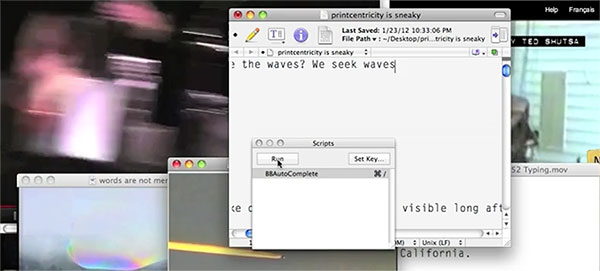 Help Français
printcentricity is sneaky
Last Saved: 1/23/12 10:33:06 PM
File Path ▾: ~/Desktop/pri...tricity is sneaky
Y TED SHUTSA
printcentricity is sneaky
e the waves? We seek waves
Scripts
Run Set Key...
BBAutoComplete ⌘ /
words are not mer
52 Typing.mov
ke visible long aft
Unix (LF)
California.